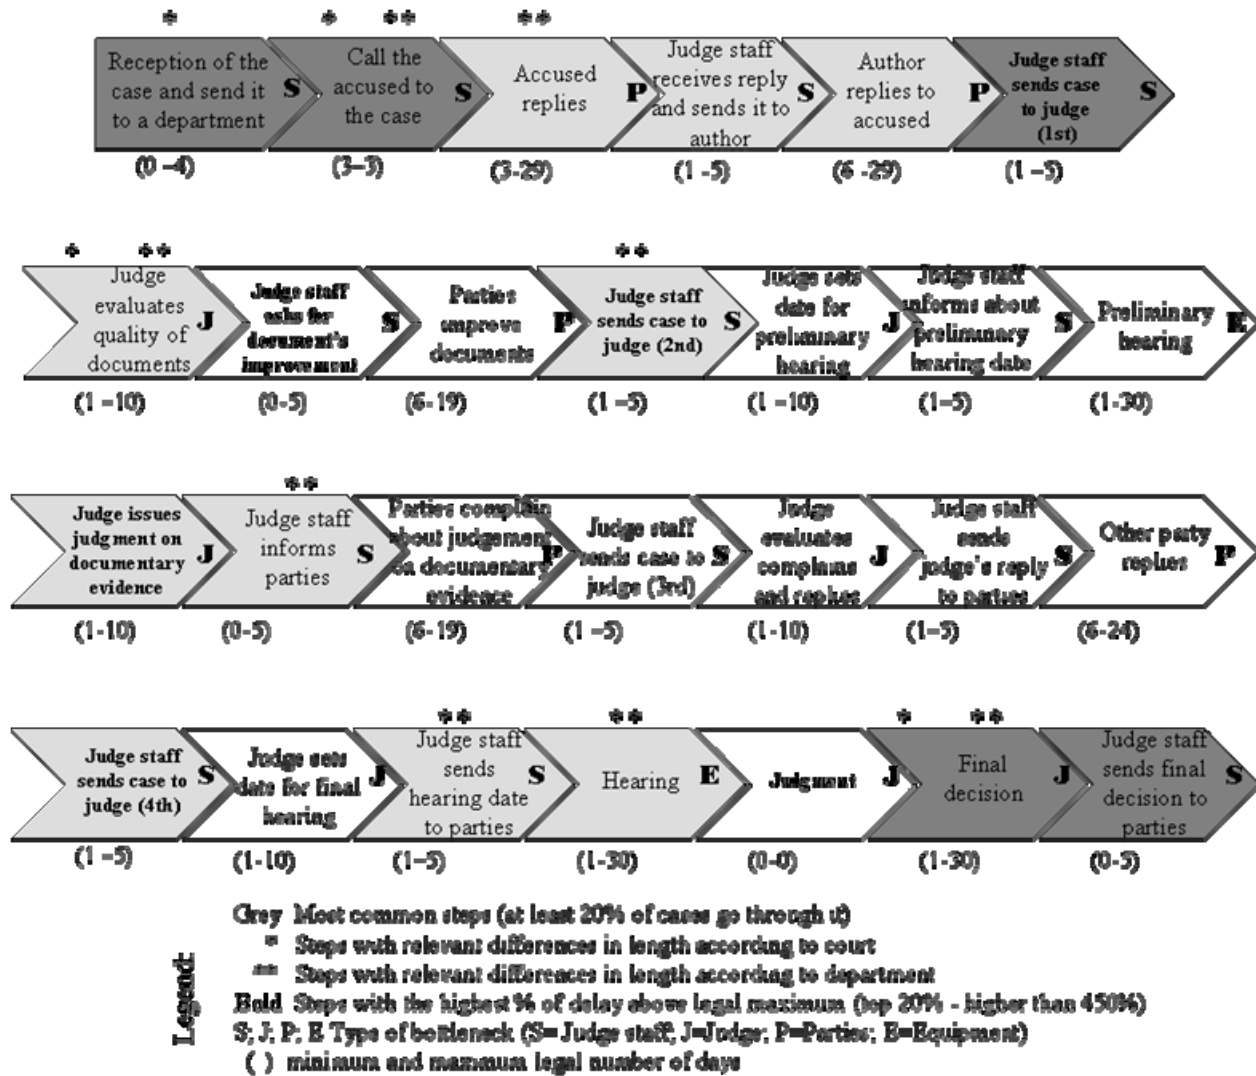 * * ** **
Reception of the case and send it to a department S
Call the accused to the case S
Accused replies P
Judge staff receives reply and sends it to author S
Author replies to accused P
Judge staff sends case to judge (1st) S
(0 –4) (3–3) (3-29) (1 -5) (6 -29) (1 –5)
* ** **
Judge evaluates quality of documents J
Judge staff asks for document's improvement S
Parties improve documents P
Judge staff sends case to judge (2nd) S
Judge sets date for preliminary hearing J
Judge staff informs about preliminary hearing date S
Preliminary hearing E
(1 –10) (0-5) (6-19) (1 –5) (1 –10) (1–5) (1-30)
**
Judge issues judgment on documentary evidence J
Judge staff informs parties S
Parties complain about judgement on documentary evidence P
Judge staff sends case to judge (3rd) S
Judge evaluates complains and replies J
Judge staff sends judge's reply to parties S
Other party replies P
(1-10) (0-5) (6-19) (1 –5) (1-10) (1–5) (6-24)
** ** * **
Judge staff sends case to judge (4th) S
Judge sets date for final hearing J
Judge staff sends hearing date to parties S
Hearing E
Judgment J
Final decision J
Judge staff sends final decision to parties S
(1 –5) (1-10) (1–5) (1-30) (0-0) (1-30) (0-5)
Legend:
Grey Most common steps (at least 20% of cases go through it)
* Steps with relevant differences in length according to court
** Steps with relevant differences in length according to department
Bold Steps with the highest % of delay above legal maximum (top 20% - higher than 450%)
S; J; P; E Type of bottleneck (S=Judge staff; J=Judge; P=Parties; E=Equipment)
( ) minimum and maximum legal number of days